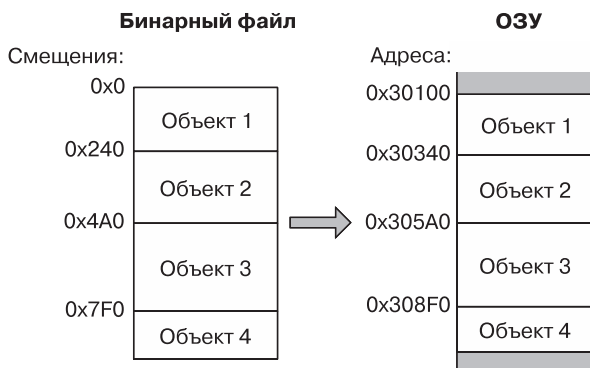 Бинарный файл
Смещения:
0x0
Объект 1
0x240
Объект 2
0x4A0
Объект 3
0x7F0
Объект 4
ОЗУ
Адреса:
0x30100
Объект 1
0x30340
Объект 2
0x305A0
Объект 3
0x308F0
Объект 4